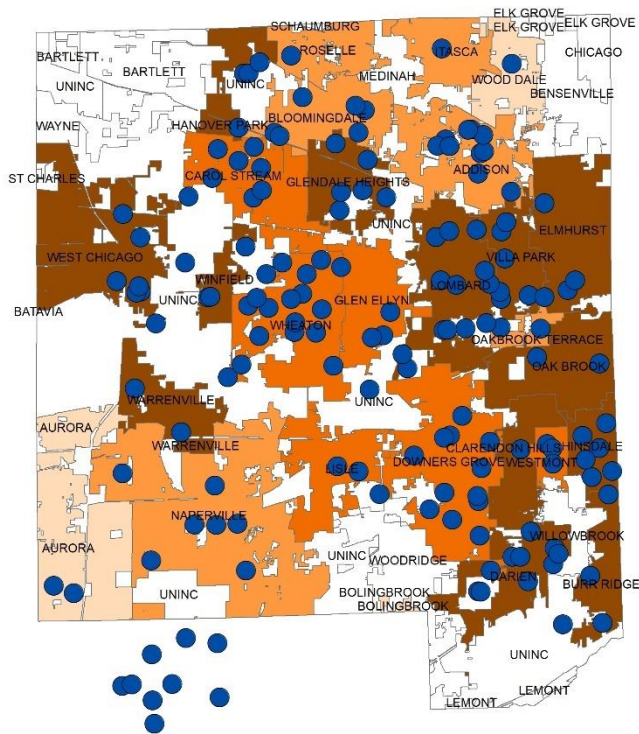 ELK GROVE
SCHAUMBURG
ELK GROVE
ELK GROVE
BARTLETT
ROSELLE
ITASCA
CHICAGO
BARTLETT
MEDINAH
WOOD DALE
UNINC
UNINC
BENSENVILLE
WAYNE
HANOVER PARK
BLOOMINGDALE
ADDISON
ST CHARLES
CAROL STREAM
GLENDALE HEIGHTS
UNINC
ELMHURST
WEST CHICAGO
VILLA PARK
WINFIELD
LOMBARD
BATAVIA
UNINC
GLEN ELLYN
WHEATON
OAKBROOK TERRACE
OAK BROOK
WARRENVILLE
UNINC
AURORA
WARRENVILLE
CLARENDON HILLS
HINSDALE
LISLE
DOWNERS GROVE
WESTMONT
NAPERVILLE
WILLOWBROOK
AURORA
UNINC
WOODRIDGE
DARIEN
BURR RIDGE
UNINC
BOLINGBROOK
BOLINGBROOK
UNINC
LEMONT
LEMONT